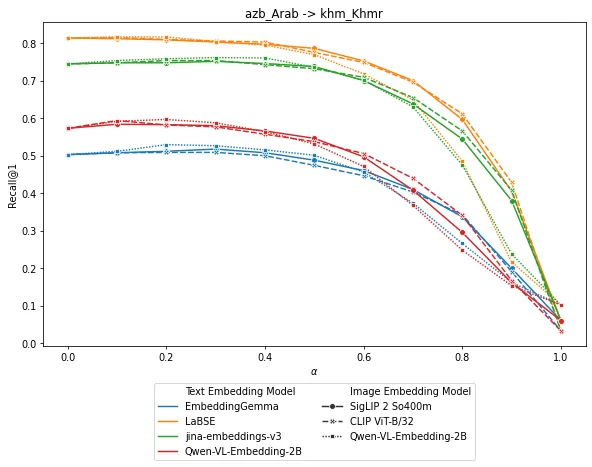 azb_Arab -> khm_Khmr
Recall@1
0.8
0.7
0.6
0.5
0.4
0.3
0.2
0.1
0.0
0.0 0.2 0.4 0.6 0.8 1.0
α
Text Embedding Model Image Embedding Model
EmbeddingGemma SigLIP 2 So400m
LaBSE CLIP ViT-B/32
jina-embeddings-v3 Qwen-VL-Embedding-2B
Qwen-VL-Embedding-2B